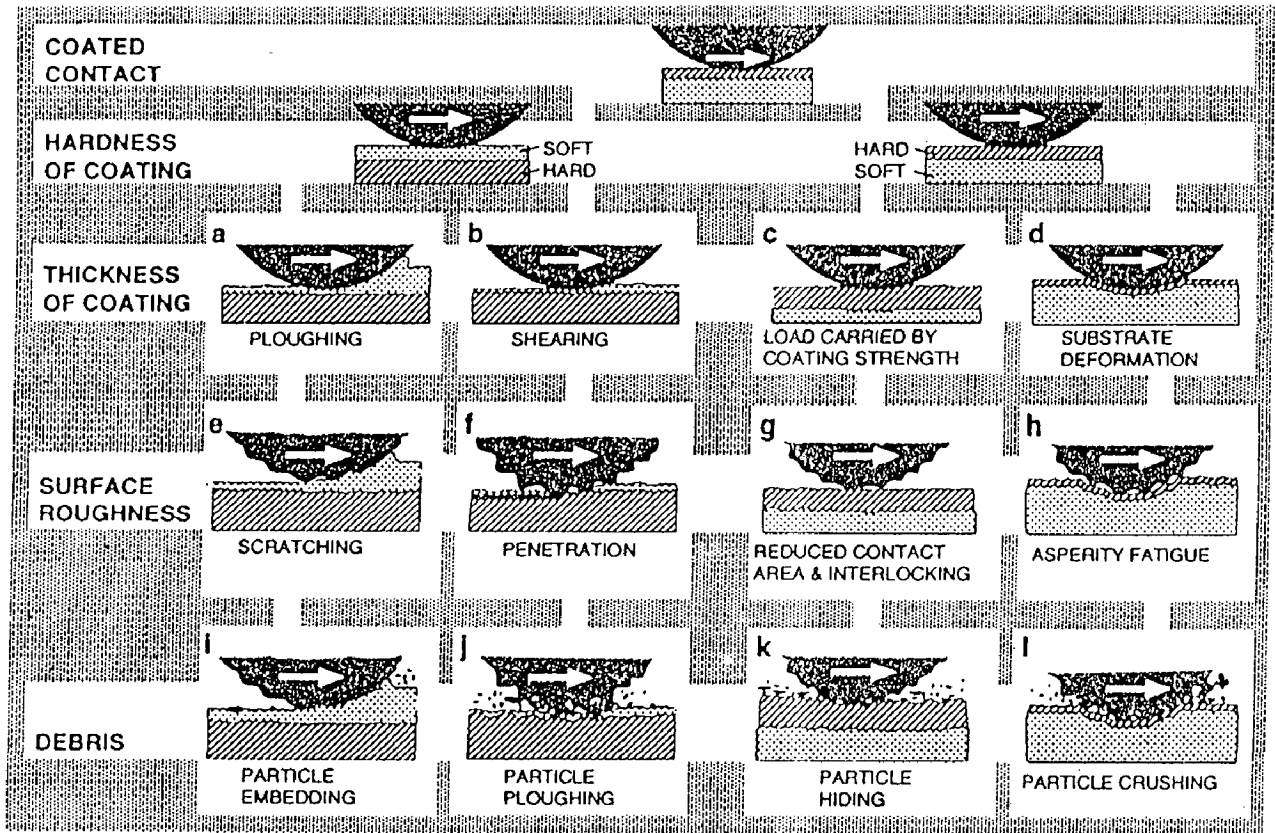 COATED
CONTACT
HARDNESS
OF COATING
SOFT
HARD
HARD
SOFT
THICKNESS
OF COATING
a
PLOUGHING
b
SHEARING
c
LOAD CARRIED BY
COATING STRENGTH
d
SUBSTRATE
DEFORMATION
SURFACE
ROUGHNESS
e
SCRATCHING
f
PENETRATION
g
REDUCED CONTACT
AREA & INTERLOCKING
h
ASPERITY FATIGUE
DEBRIS
i
PARTICLE
EMBEDDING
j
PARTICLE
PLOUGHING
k
PARTICLE
HIDING
l
PARTICLE CRUSHING